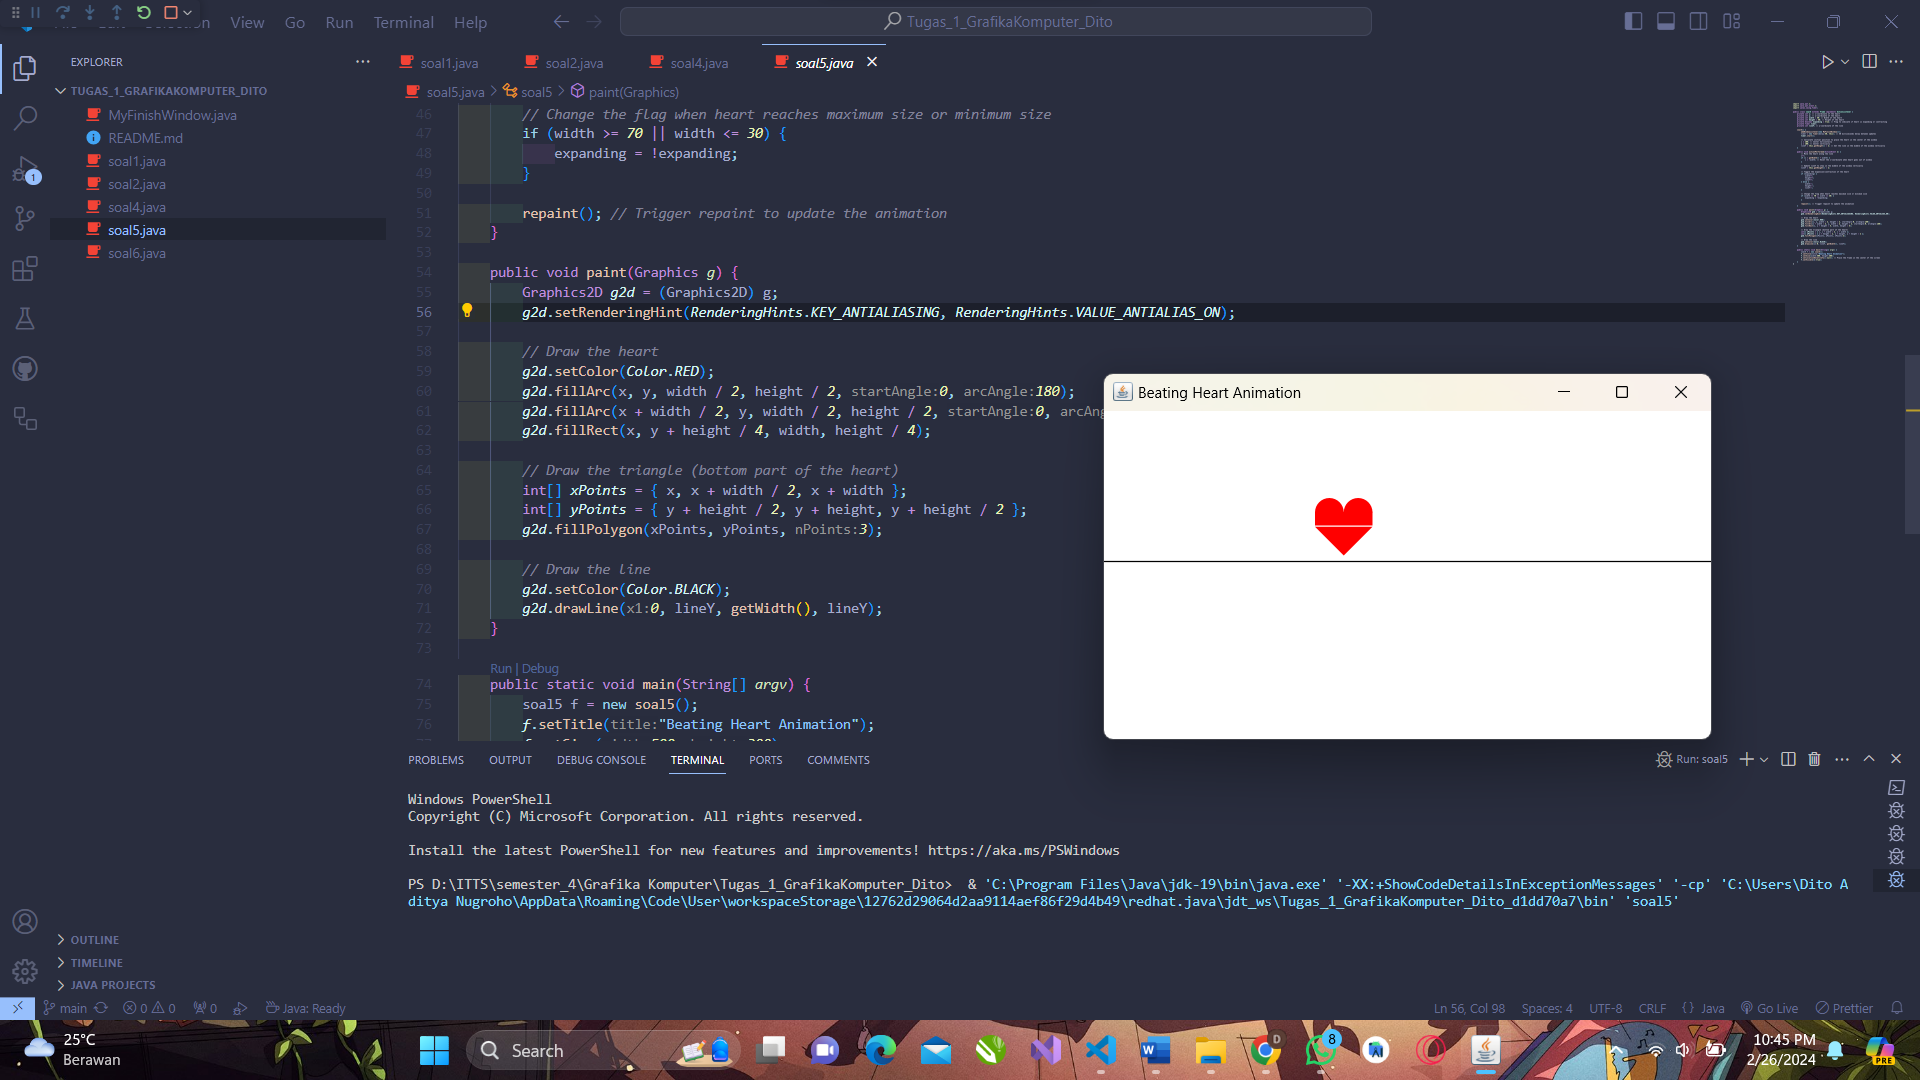 Selection View Go Run Terminal Help
Tugas_1_GrafikaKomputer_Dito
EXPLORER
TUGAS_1_GRAFIKAKOMPUTER_DITO
MyFinishWindow.java
README.md
soal1.java
soal2.java
soal4.java
soal5.java
soal6.java
1
OUTLINE
TIMELINE
JAVA PROJECTS
soal1.java soal2.java soal4.java soal5.java
soal5.java > soal5 > paint(Graphics)
46 // Change the flag when heart reaches maximum size or minimum size
47 if (width >= 70 || width <= 30) {
48 expanding = !expanding;
49 }
50
51 repaint(); // Trigger repaint to update the animation
52 }
53
54 public void paint(Graphics g) {
55 Graphics2D g2d = (Graphics2D) g;
56 g2d.setRenderingHint(RenderingHints.KEY_ANTIALIASING, RenderingHints.VALUE_ANTIALIAS_ON);
57
58 // Draw the heart
59 g2d.setColor(Color.RED);
60 g2d.fillArc(x, y, width / 2, height / 2, startAngle:0, arcAngle:180);
61 g2d.fillArc(x + width / 2, y, width / 2, height / 2, startAngle:0, arcAng
62 g2d.fillRect(x, y + height / 4, width, height / 4);
63
64 // Draw the triangle (bottom part of the heart)
65 int[] xPoints = { x, x + width / 2, x + width };
66 int[] yPoints = { y + height / 2, y + height, y + height / 2 };
67 g2d.fillPolygon(xPoints, yPoints, nPoints:3);
68
69 // Draw the line
70 g2d.setColor(Color.BLACK);
71 g2d.drawLine(x1:0, lineY, getWidth(), lineY);
72 }
73
Run | Debug
74 public static void main(String[] argv) {
75 soal5 f = new soal5();
76 f.setTitle(title:"Beating Heart Animation");
Beating Heart Animation
PROBLEMS OUTPUT DEBUG CONSOLE TERMINAL PORTS COMMENTS
Run: soal5
Windows PowerShell
Copyright (C) Microsoft Corporation. All rights reserved.
Install the latest PowerShell for new features and improvements! https://aka.ms/PSWindows
PS D:\ITTS\semester_4\Grafika Komputer\Tugas_1_GrafikaKomputer_Dito> & 'C:\Program Files\Java\jdk-19\bin\java.exe' '-XX:+ShowCodeDetailsInExceptionMessages' '-cp' 'C:\Users\Dito A
ditya Nugroho\AppData\Roaming\Code\User\workspaceStorage\12762d29064d2aa9114aef86f29d4b49\redhat.java\jdt_ws\Tugas_1_GrafikaKomputer_Dito_d1dd70a7\bin' 'soal5'
main 0 0 0 Java: Ready
Ln 56, Col 98 Spaces: 4 UTF-8 CRLF {} Java Go Live Prettier
25°C
Berawan
Search
D
8
10:45 PM
2/26/2024
PRE